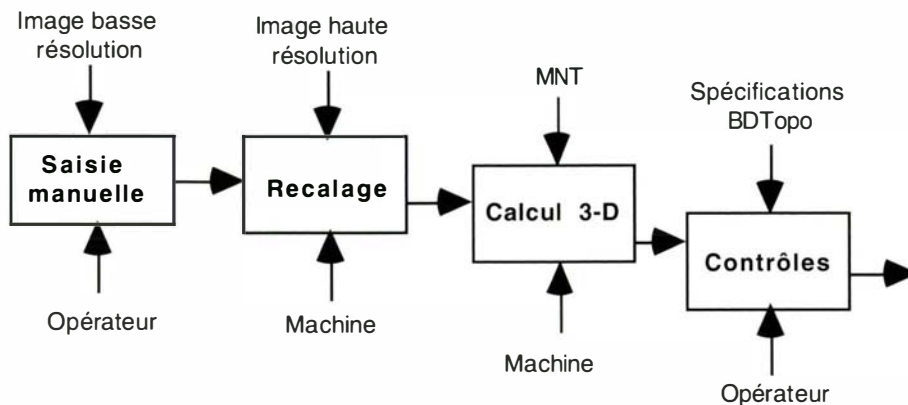 Image basse
résolution
Image haute
résolution
MNT
Spécifications
BDTopo
Saisie
manuelle
Recalage
Calcul 3-D
Contrôles
Opérateur
Machine
Machine
Opérateur